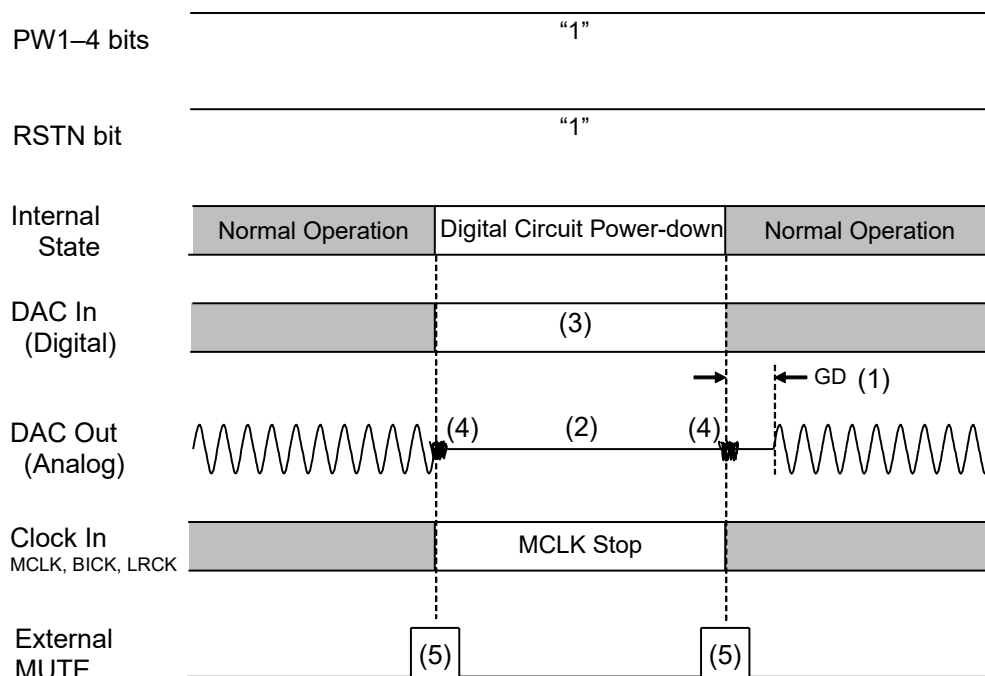 PW1–4 bits
“1”
RSTN bit
“1”
Internal
State
Normal Operation
Digital Circuit Power-down
Normal Operation
DAC In
(Digital)
(3)
GD (1)
DAC Out
(Analog)
(4)
(2)
(4)
Clock In
MCLK, BICK, LRCK
MCLK Stop
External
MUTE
(5)
(5)